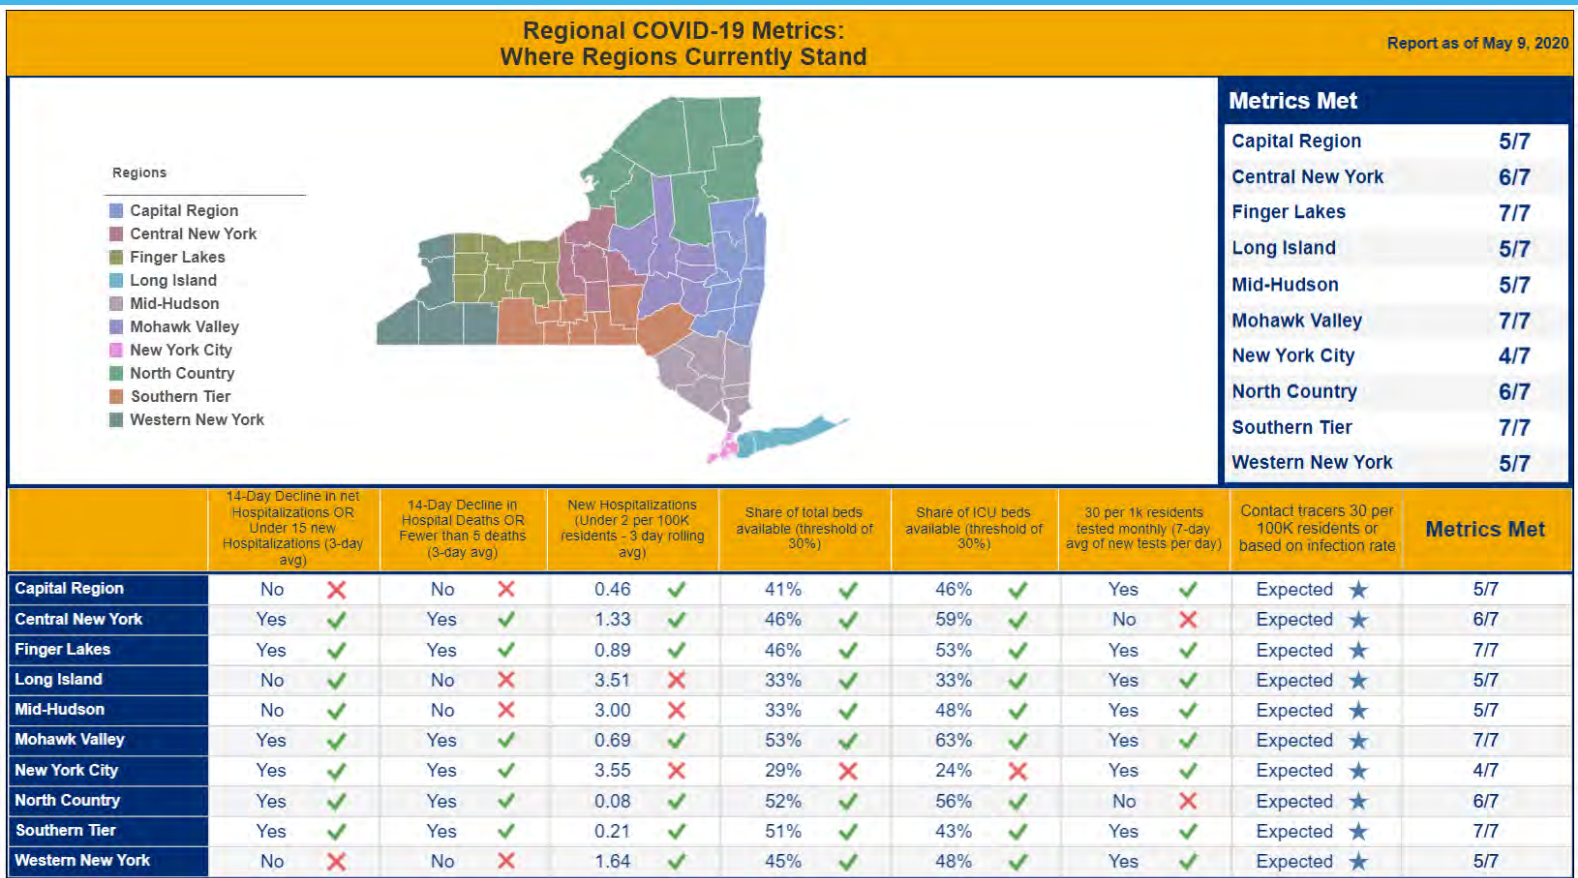 Regional COVID-19 Metrics:
Where Regions Currently Stand
Report as of May 9, 2020
Regions
Capital Region
Central New York
Finger Lakes
Long Island
Mid-Hudson
Mohawk Valley
New York City
North Country
Southern Tier
Western New York
Metrics Met
Capital Region 5/7
Central New York 6/7
Finger Lakes 7/7
Long Island 5/7
Mid-Hudson 5/7
Mohawk Valley 7/7
New York City 4/7
North Country 6/7
Southern Tier 7/7
Western New York 5/7
14-Day Decline in net
Hospitalizations OR
Under 15 new
Hospitalizations (3-day
avg)
14-Day Decline in
Hospital Deaths OR
Fewer than 5 deaths
(3-day avg)
New Hospitalizations
(Under 2 per 100K
residents - 3 day rolling
avg)
Share of total beds
available (threshold of
30%)
Share of ICU beds
available (threshold of
30%)
30 per 1k residents
tested monthly (7-day
avg of new tests per day)
Contact tracers 30 per
100K residents or
based on infection rate
Metrics Met
Capital Region No No 0.46 41% 46% Yes Expected 5/7
Central New York Yes Yes 1.33 46% 59% No Expected 6/7
Finger Lakes Yes Yes 0.89 46% 53% Yes Expected 7/7
Long Island No No 3.51 33% 33% Yes Expected 5/7
Mid-Hudson No No 3.00 33% 48% Yes Expected 5/7
Mohawk Valley Yes Yes 0.69 53% 63% Yes Expected 7/7
New York City Yes Yes 3.55 29% 24% Yes Expected 4/7
North Country Yes Yes 0.08 52% 56% No Expected 6/7
Southern Tier Yes Yes 0.21 51% 43% Yes Expected 7/7
Western New York No No 1.64 45% 48% Yes Expected 5/7